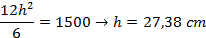 12h²/6 = 1500 → h = 27,38 cm